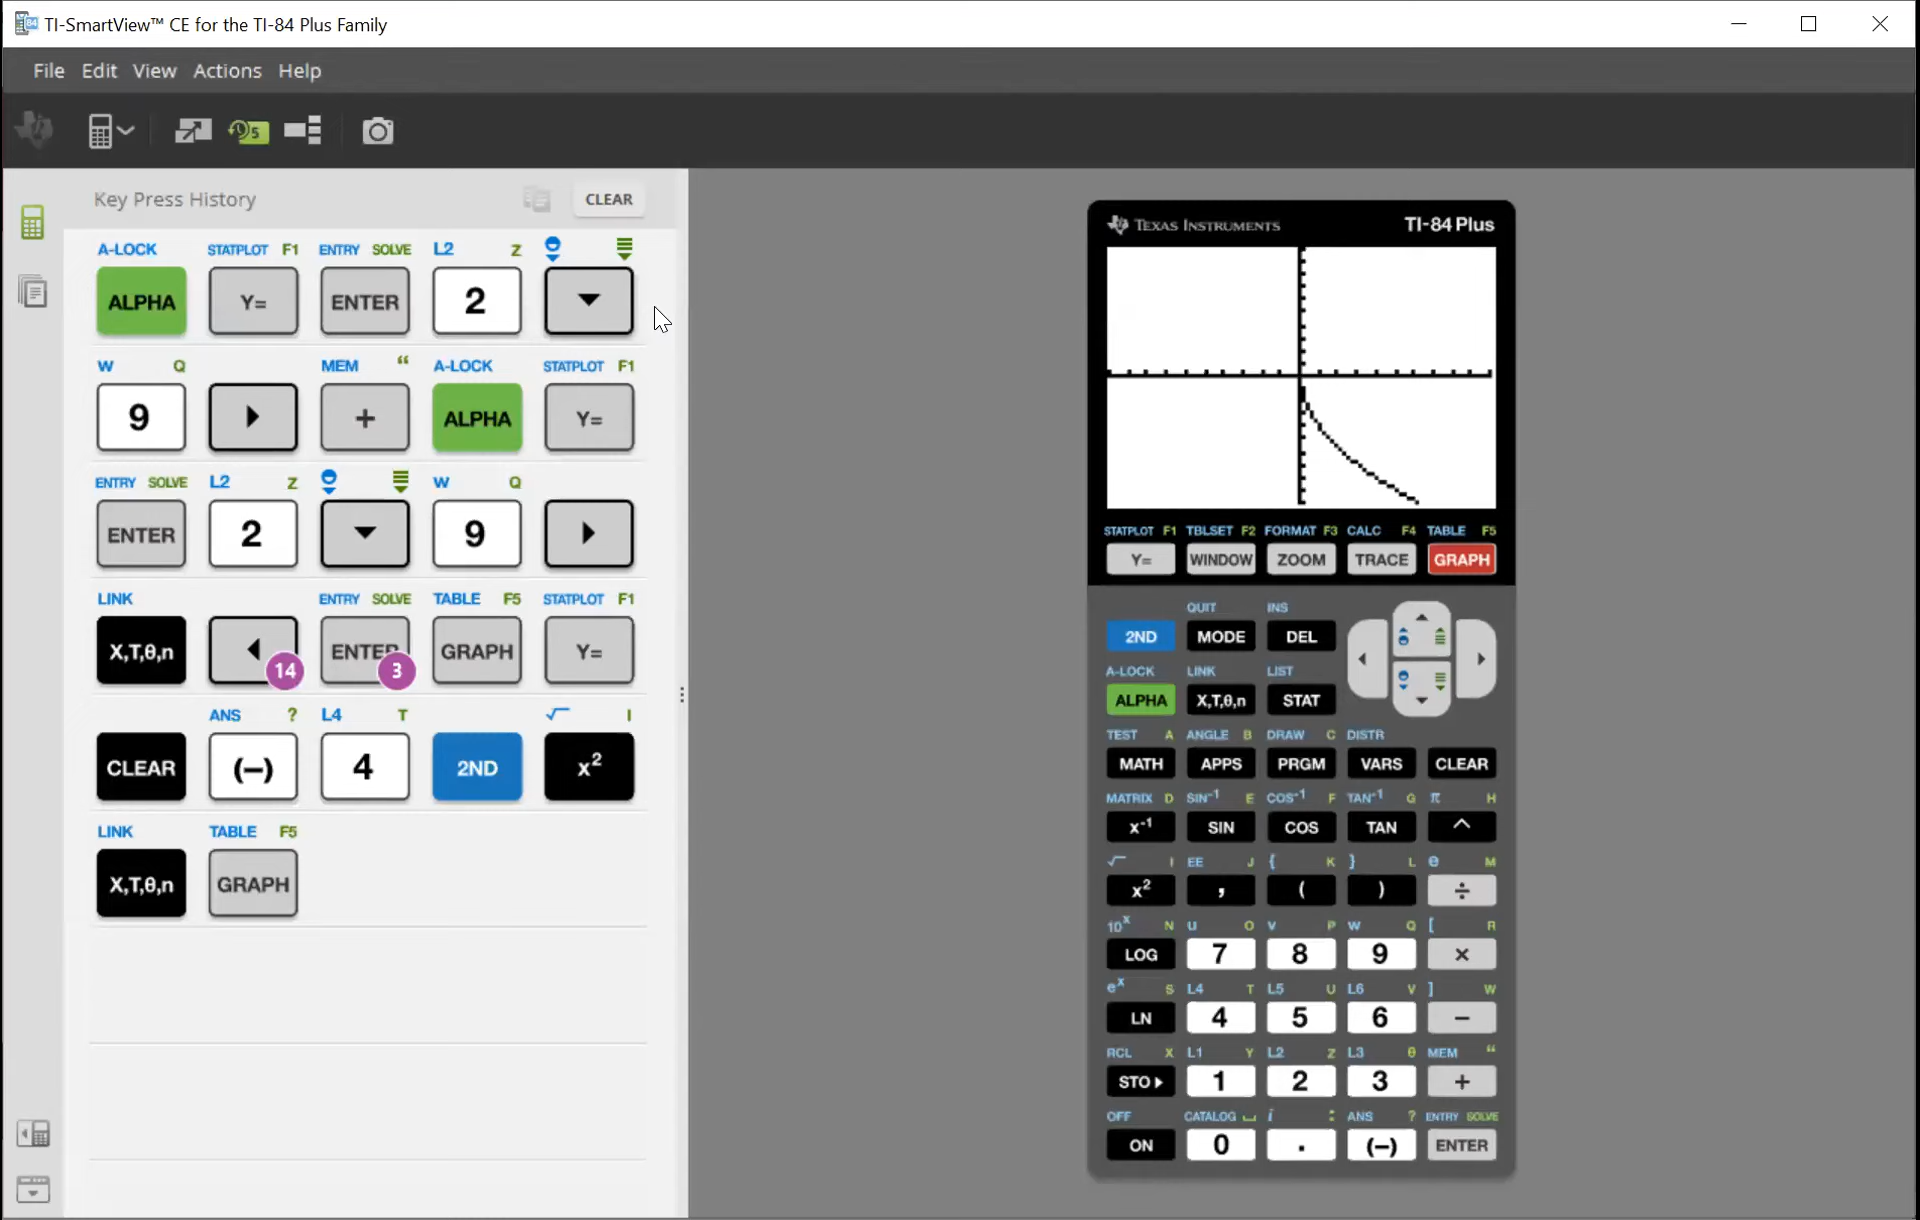 TI-SmartView™ CE for the TI-84 Plus Family
File Edit View Actions Help
5
Key Press History CLEAR
A-LOCK STATPLOT F1 ENTRY SOLVE L2 Z
ALPHA Y= ENTER 2
W Q MEM “ A-LOCK STATPLOT F1
9 + ALPHA Y=
ENTRY SOLVE L2 Z W Q
ENTER 2 9
LINK ENTRY SOLVE TABLE F5 STATPLOT F1
X,T,θ,n 14 ENTER 3 GRAPH Y=
ANS ? L4 T √ I
CLEAR (–) 4 2ND x²
LINK TABLE F5
X,T,θ,n GRAPH
84
TEXAS INSTRUMENTS TI-84 Plus
STATPLOT F1 TBLSET F2 FORMAT F3 CALC F4 TABLE F5
Y= WINDOW ZOOM TRACE GRAPH
QUIT INS
2ND MODE DEL
A-LOCK LINK LIST
ALPHA X,T,θ,n STAT
TEST A ANGLE B DRAW C DISTR
MATH APPS PRGM VARS CLEAR
MATRIX D SIN⁻¹ E COS⁻¹ F TAN⁻¹ G π H
x⁻¹ SIN COS TAN ^
√ I EE J { K } L e M
x² , ( ) ÷
10ˣ N u O v P w Q [ R
LOG 7 8 9 ×
eˣ S L4 T L5 U L6 V ] W
LN 4 5 6 −
RCL X L1 Y L2 Z L3 θ MEM “
STO▸ 1 2 3 +
OFF CATALOG ⎵ i : ANS ? ENTRY SOLVE
ON 0 . (–) ENTER